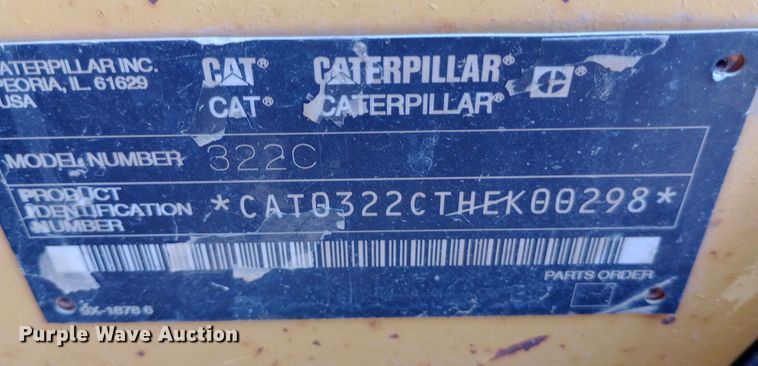 CATERPILLAR INC.
PEORIA, IL 61629
USA
CAT® CATERPILLAR®
CAT® CATERPILLAR®
MODEL NUMBER 322C
PRODUCT
IDENTIFICATION
NUMBER
*CAT0322CTHEK00298*
PARTS ORDER
9X-1878 6
Purple Wave Auction